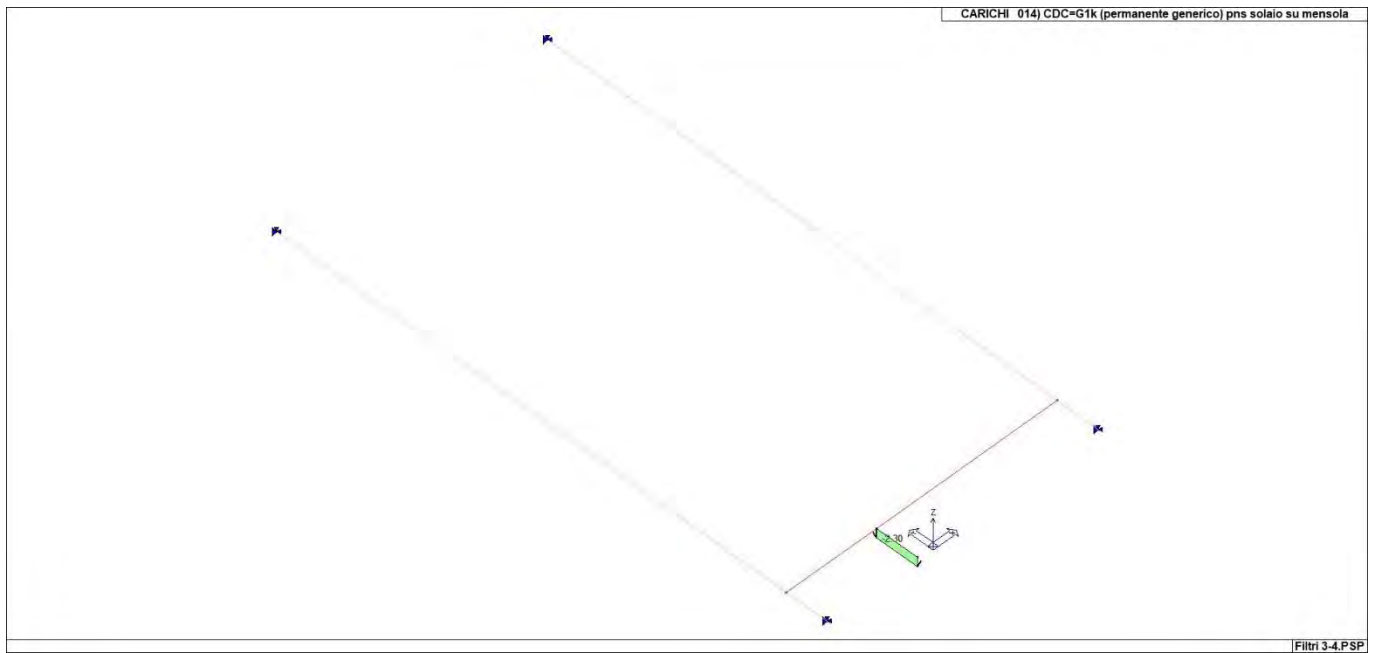 CARICHI 014) CDC=G1k (permanente generico) pns solaio su mensola
Z
-2.30
Filtri 3-4.PSP